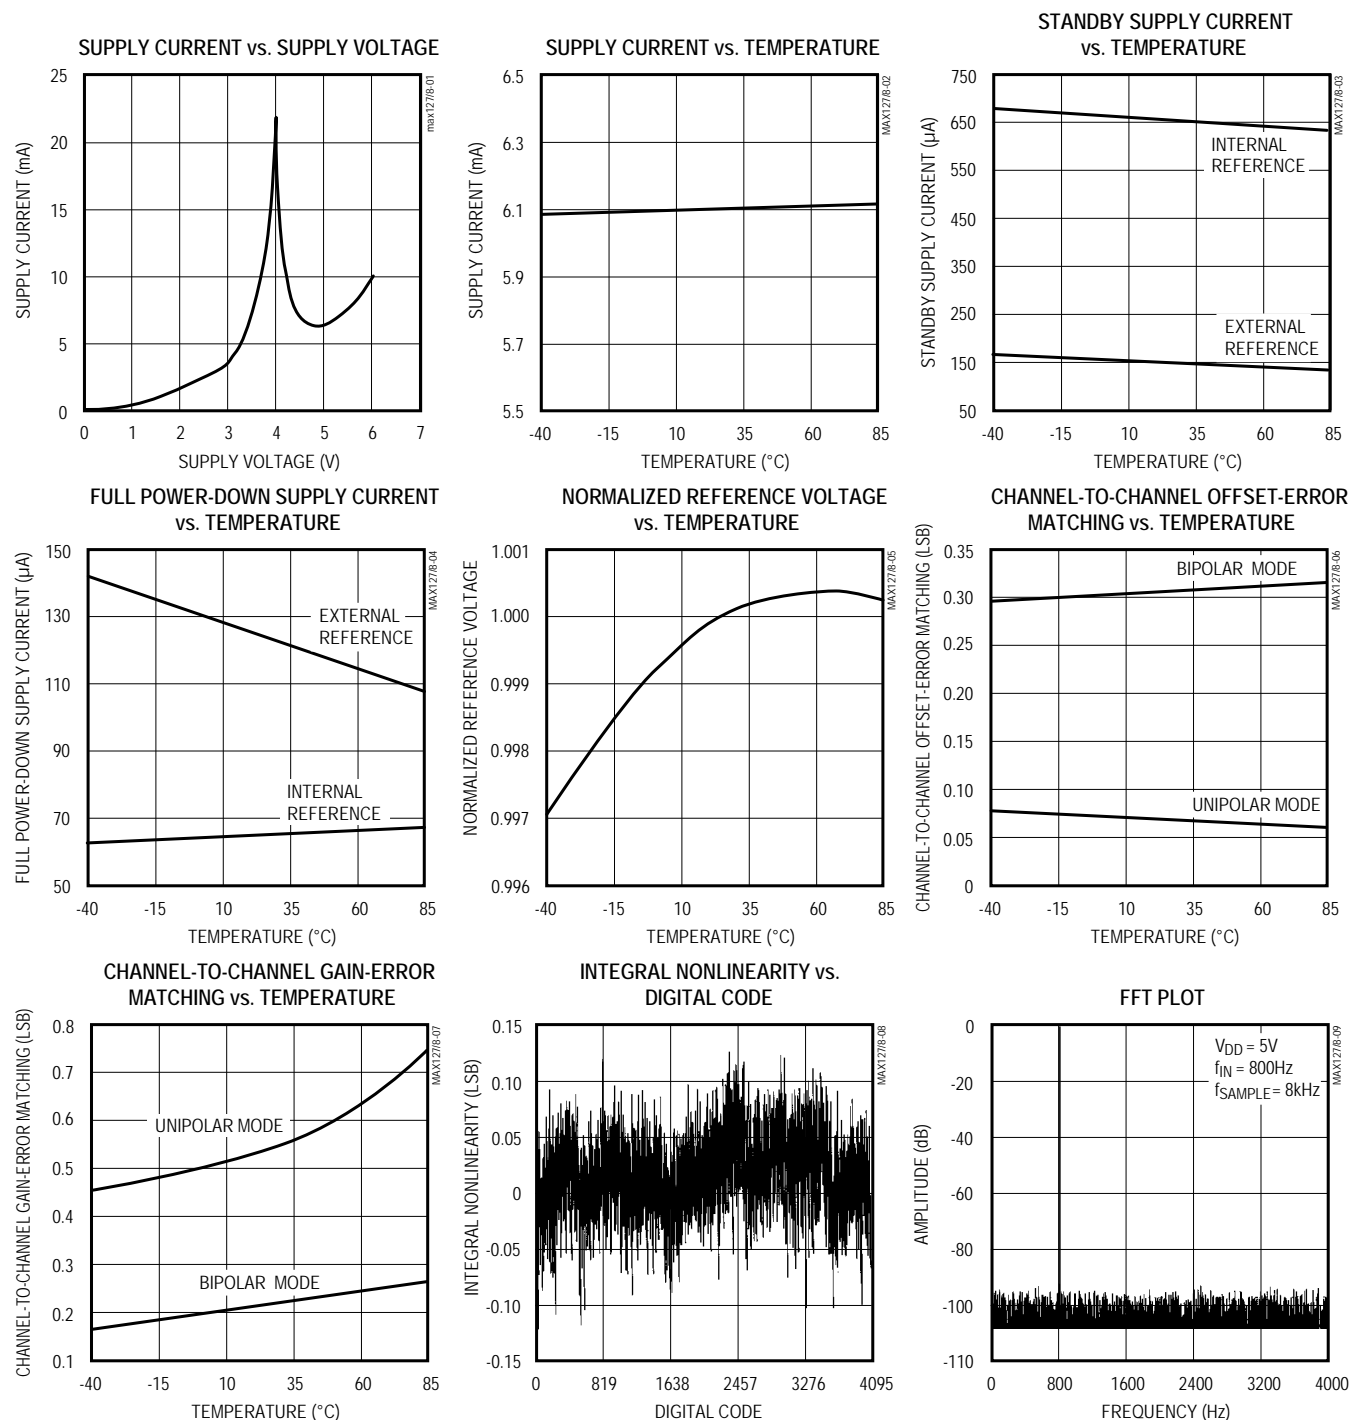 SUPPLY CURRENT vs. SUPPLY VOLTAGE
max127/8-01
SUPPLY CURRENT (mA)
25
20
15
10
5
0
0 1 2 3 4 5 6 7
SUPPLY VOLTAGE (V)
SUPPLY CURRENT vs. TEMPERATURE
MAX127/8-02
SUPPLY CURRENT (mA)
6.5
6.3
6.1
5.9
5.7
5.5
-40 -15 10 35 60 85
TEMPERATURE (°C)
STANDBY SUPPLY CURRENT
vs. TEMPERATURE
MAX127/8-03
STANDBY SUPPLY CURRENT (µA)
750
650
550
450
350
250
150
50
INTERNAL
REFERENCE
EXTERNAL
REFERENCE
-40 -15 10 35 60 85
TEMPERATURE (°C)
FULL POWER-DOWN SUPPLY CURRENT
vs. TEMPERATURE
MAX127/8-04
FULL POWER-DOWN SUPPLY CURRENT (µA)
150
130
110
90
70
50
EXTERNAL
REFERENCE
INTERNAL
REFERENCE
-40 -15 10 35 60 85
TEMPERATURE (°C)
NORMALIZED REFERENCE VOLTAGE
vs. TEMPERATURE
MAX127/8-05
NORMALIZED REFERENCE VOLTAGE
1.001
1.000
0.999
0.998
0.997
0.996
-40 -15 10 35 60 85
TEMPERATURE (°C)
CHANNEL-TO-CHANNEL OFFSET-ERROR
MATCHING vs. TEMPERATURE
MAX127/8-06
CHANNEL-TO-CHANNEL OFFSET-ERROR MATCHING (LSB)
0.35
0.30
0.25
0.20
0.15
0.10
0.05
0
BIPOLAR MODE
UNIPOLAR MODE
-40 -15 10 35 60 85
TEMPERATURE (°C)
CHANNEL-TO-CHANNEL GAIN-ERROR
MATCHING vs. TEMPERATURE
MAX127/8-07
CHANNEL-TO-CHANNEL GAIN-ERROR MATCHING (LSB)
0.8
0.7
0.6
0.5
0.4
0.3
0.2
0.1
UNIPOLAR MODE
BIPOLAR MODE
-40 -15 10 35 60 85
TEMPERATURE (°C)
INTEGRAL NONLINEARITY vs.
DIGITAL CODE
MAX127/8-08
INTEGRAL NONLINEARITY (LSB)
0.15
0.10
0.05
0
-0.05
-0.10
-0.15
0 819 1638 2457 3276 4095
DIGITAL CODE
FFT PLOT
MAX127/8-09
AMPLITUDE (dB)
0
-20
-40
-60
-80
-100
-110
VDD = 5V
fIN = 800Hz
fSAMPLE = 8kHz
0 800 1600 2400 3200 4000
FREQUENCY (Hz)